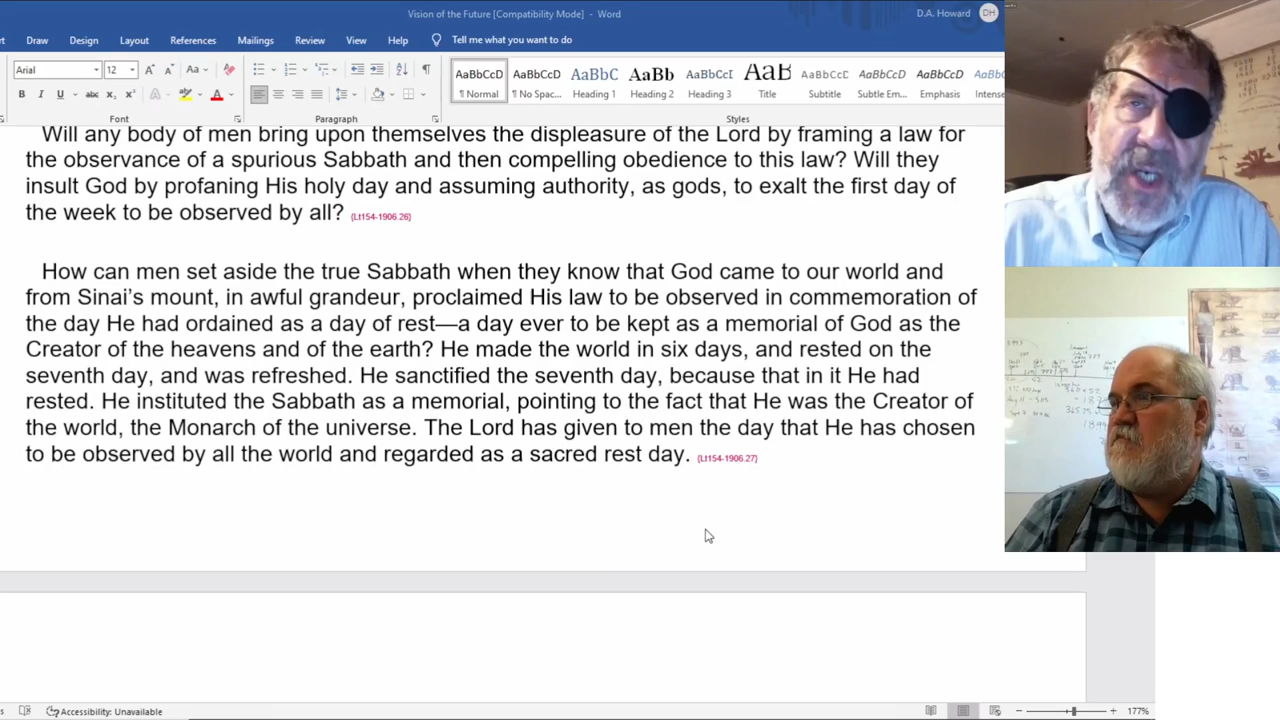 Vision of the Future [Compatibility Mode] - Word
D.A. Howard DH
Draw Design Layout References Mailings Review View Help Tell me what you want to do
Arial 12 Aa
AaBbCcD AaBbCcD AaBbC AaBb AaBbCcI AaB AaBbCcD AaBbCcD AaBbCcD
B I U abc
¶ Normal ¶ No Spac... Heading 1 Heading 2 Heading 3 Title Subtitle Subtle Em... Emphasis Intense
Font Paragraph Styles
Will any body of men bring upon themselves the displeasure of the Lord by framing a law for
the observance of a spurious Sabbath and then compelling obedience to this law? Will they
insult God by profaning His holy day and assuming authority, as gods, to exalt the first day of
the week to be observed by all? {Lt154-1906.26}
How can men set aside the true Sabbath when they know that God came to our world and
from Sinai’s mount, in awful grandeur, proclaimed His law to be observed in commemoration of
the day He had ordained as a day of rest—a day ever to be kept as a memorial of God as the
Creator of the heavens and of the earth? He made the world in six days, and rested on the
seventh day, and was refreshed. He sanctified the seventh day, because that in it He had
rested. He instituted the Sabbath as a memorial, pointing to the fact that He was the Creator of
the world, the Monarch of the universe. The Lord has given to men the day that He has chosen
to be observed by all the world and regarded as a sacred rest day. {Lt154-1906.27}
Accessibility: Unavailable
177%